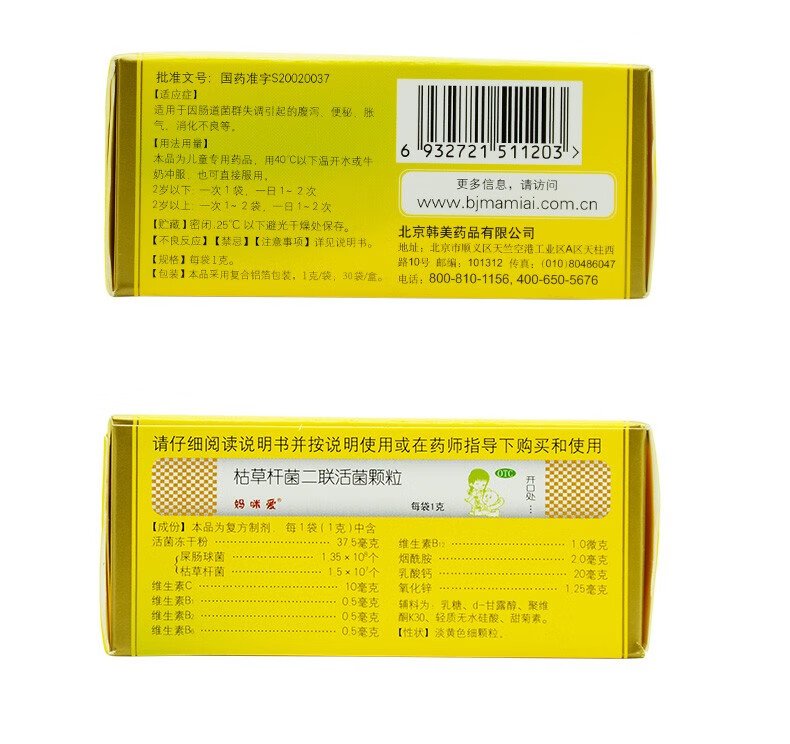 批准文号：国药准字S20020037
【适应症】
适用于因肠道菌群失调引起的腹泻、便秘、胀
气、消化不良等。
【用法用量】
本品为儿童专用药品，用40℃以下温开水或牛
奶冲服，也可直接服用。
2岁以下：一次1袋，一日1~2次
2岁以上：一次1~2袋，一日1~2次
【贮藏】密闭，25℃以下避光干燥处保存。
【不良反应】【禁忌】【注意事项】详见说明书。
【规格】每袋1克。
【包装】本品采用复合铝箔包装，1克/袋，30袋/盒。
6 932721 511203 >
更多信息，请访问
www.bjmamiai.com.cn
北京韩美药品有限公司
地址：北京市顺义区天竺空港工业区A区天柱西
路10号 邮编：101312 传真：(010)80486047
电话：800-810-1156, 400-650-5676
请仔细阅读说明书并按说明使用或在药师指导下购买和使用
枯草杆菌二联活菌颗粒
妈咪爱®
每袋1克
OTC
开口处…
【成份】本品为复方制剂，每1袋(1克)中含
活菌冻干粉 37.5毫克
屎肠球菌 1.35×10⁸个
枯草杆菌 1.5×10⁷个
维生素C 10毫克
维生素B₁ 0.5毫克
维生素B₂ 0.5毫克
维生素B₆ 0.5毫克
维生素B₁₂ 1.0微克
烟酰胺 2.0毫克
乳酸钙 20毫克
氧化锌 1.25毫克
辅料为：乳糖、d-甘露醇、聚维
酮K30、轻质无水硅酸、甜菊素。
【性状】淡黄色细颗粒。